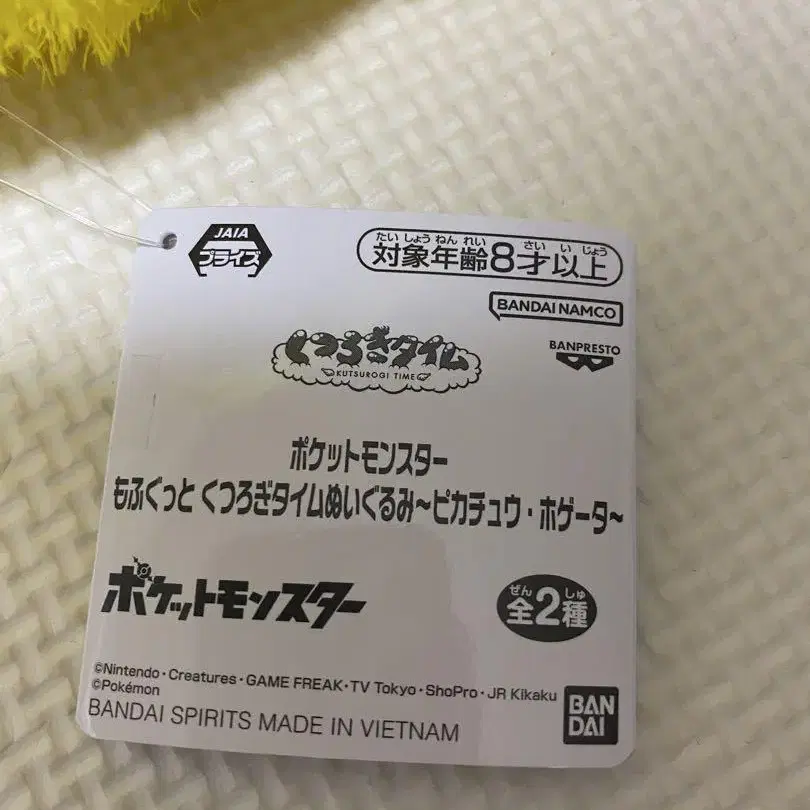 JAIA
プライズ
たいしょうねんれい さいいじょう
対象年齢8才以上
BANDAI NAMCO
BANPRESTO
くつろぎタイム
KUTSUROGI TIME
ポケットモンスター
もふぐっと くつろぎタイムぬいぐるみ~ピカチュウ・ホゲータ~
ポケットモンスター
ぜん しゅ
全2種
©Nintendo・Creatures・GAME FREAK・TV Tokyo・ShoPro・JR Kikaku
©Pokémon
BANDAI SPIRITS MADE IN VIETNAM
BAN
DAI